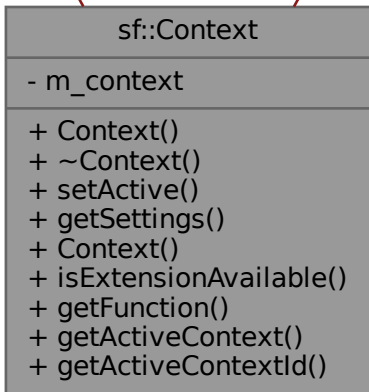 sf::Context
- m_context
+ Context()
+ ~Context()
+ setActive()
+ getSettings()
+ Context()
+ isExtensionAvailable()
+ getFunction()
+ getActiveContext()
+ getActiveContextId()